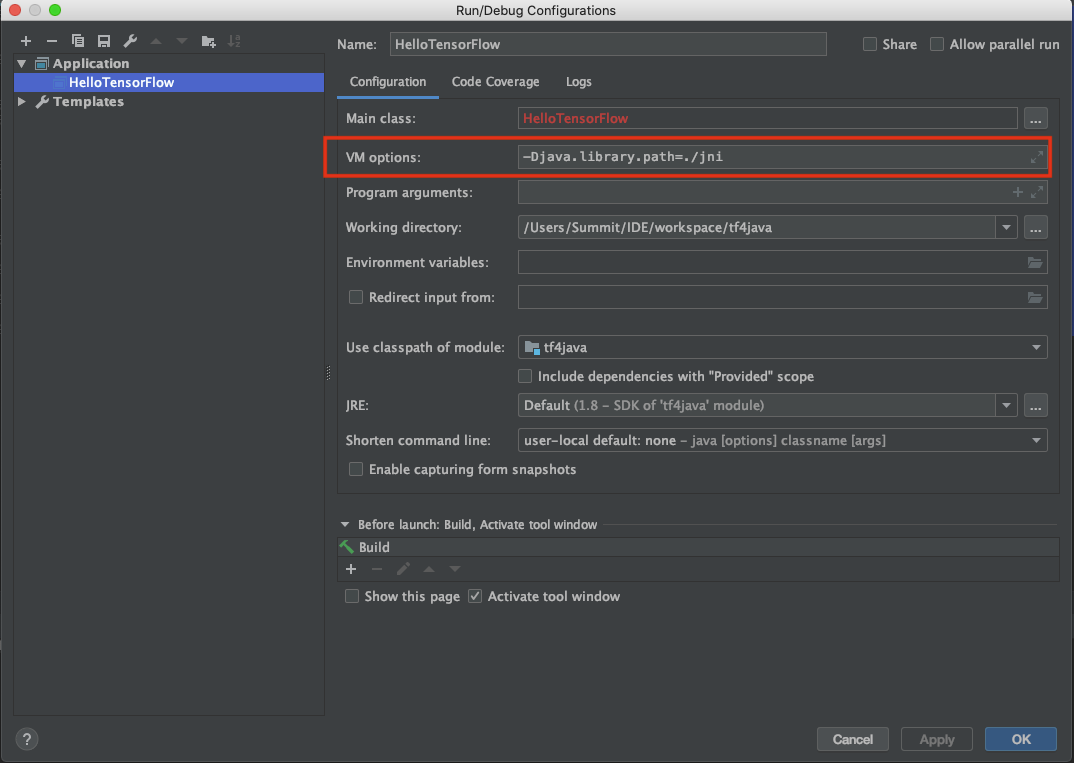 Run/Debug Configurations
Application
HelloTensorFlow
Templates
Name: HelloTensorFlow Share Allow parallel run
Configuration Code Coverage Logs
Main class: HelloTensorFlow ...
VM options: -Djava.library.path=./jni
Program arguments:
Working directory: /Users/Summit/IDE/workspace/tf4java ...
Environment variables:
Redirect input from:
Use classpath of module: tf4java
Include dependencies with "Provided" scope
JRE: Default (1.8 – SDK of 'tf4java' module) ...
Shorten command line: user-local default: none – java [options] classname [args]
Enable capturing form snapshots
Before launch: Build, Activate tool window
Build
Show this page Activate tool window
? Cancel Apply OK